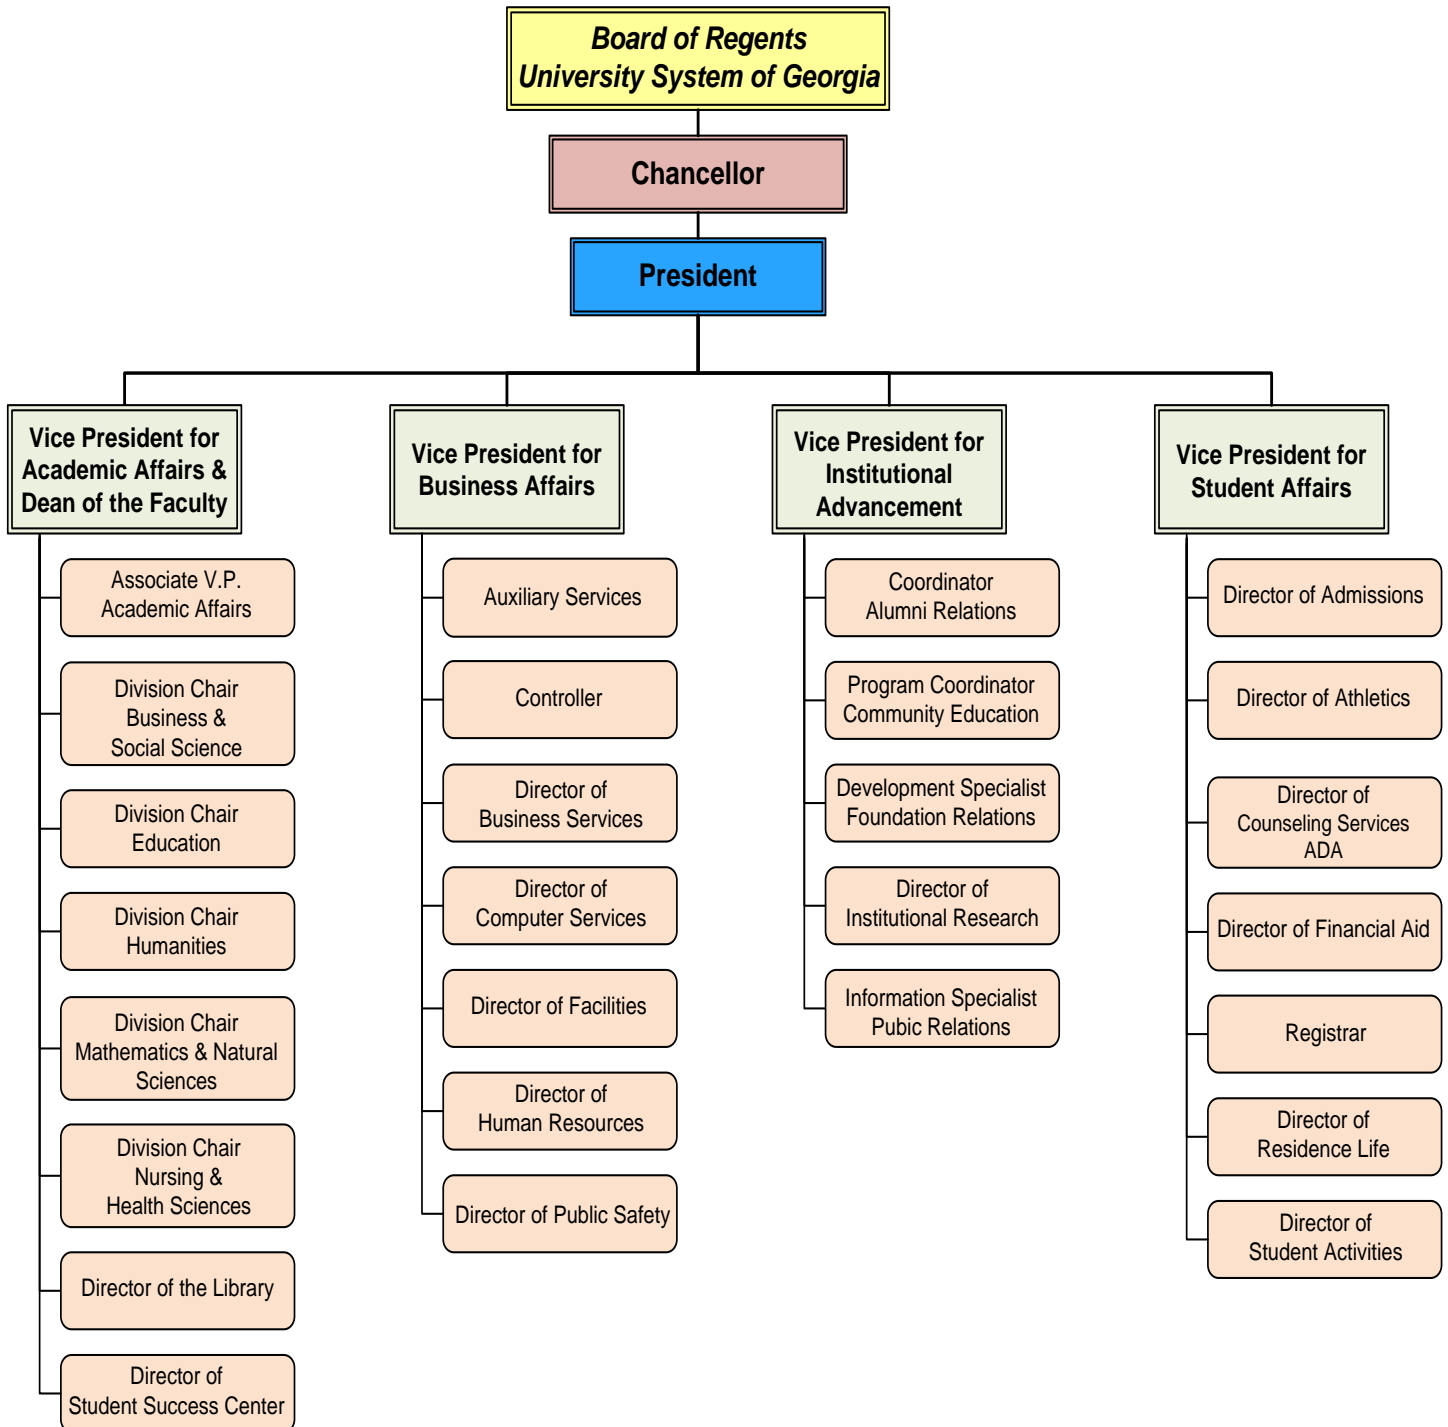 Board of Regents
University System of Georgia
Chancellor
President
Vice President for
Academic Affairs &
Dean of the Faculty
Associate V.P.
Academic Affairs
Division Chair
Business &
Social Science
Division Chair
Education
Division Chair
Humanities
Division Chair
Mathematics & Natural
Sciences
Division Chair
Nursing &
Health Sciences
Director of the Library
Director of
Student Success Center
Vice President for
Business Affairs
Auxiliary Services
Controller
Director of
Business Services
Director of
Computer Services
Director of Facilities
Director of
Human Resources
Director of Public Safety
Vice President for
Institutional
Advancement
Coordinator
Alumni Relations
Program Coordinator
Community Education
Development Specialist
Foundation Relations
Director of
Institutional Research
Information Specialist
Pubic Relations
Vice President for
Student Affairs
Director of Admissions
Director of Athletics
Director of
Counseling Services
ADA
Director of Financial Aid
Registrar
Director of
Residence Life
Director of
Student Activities